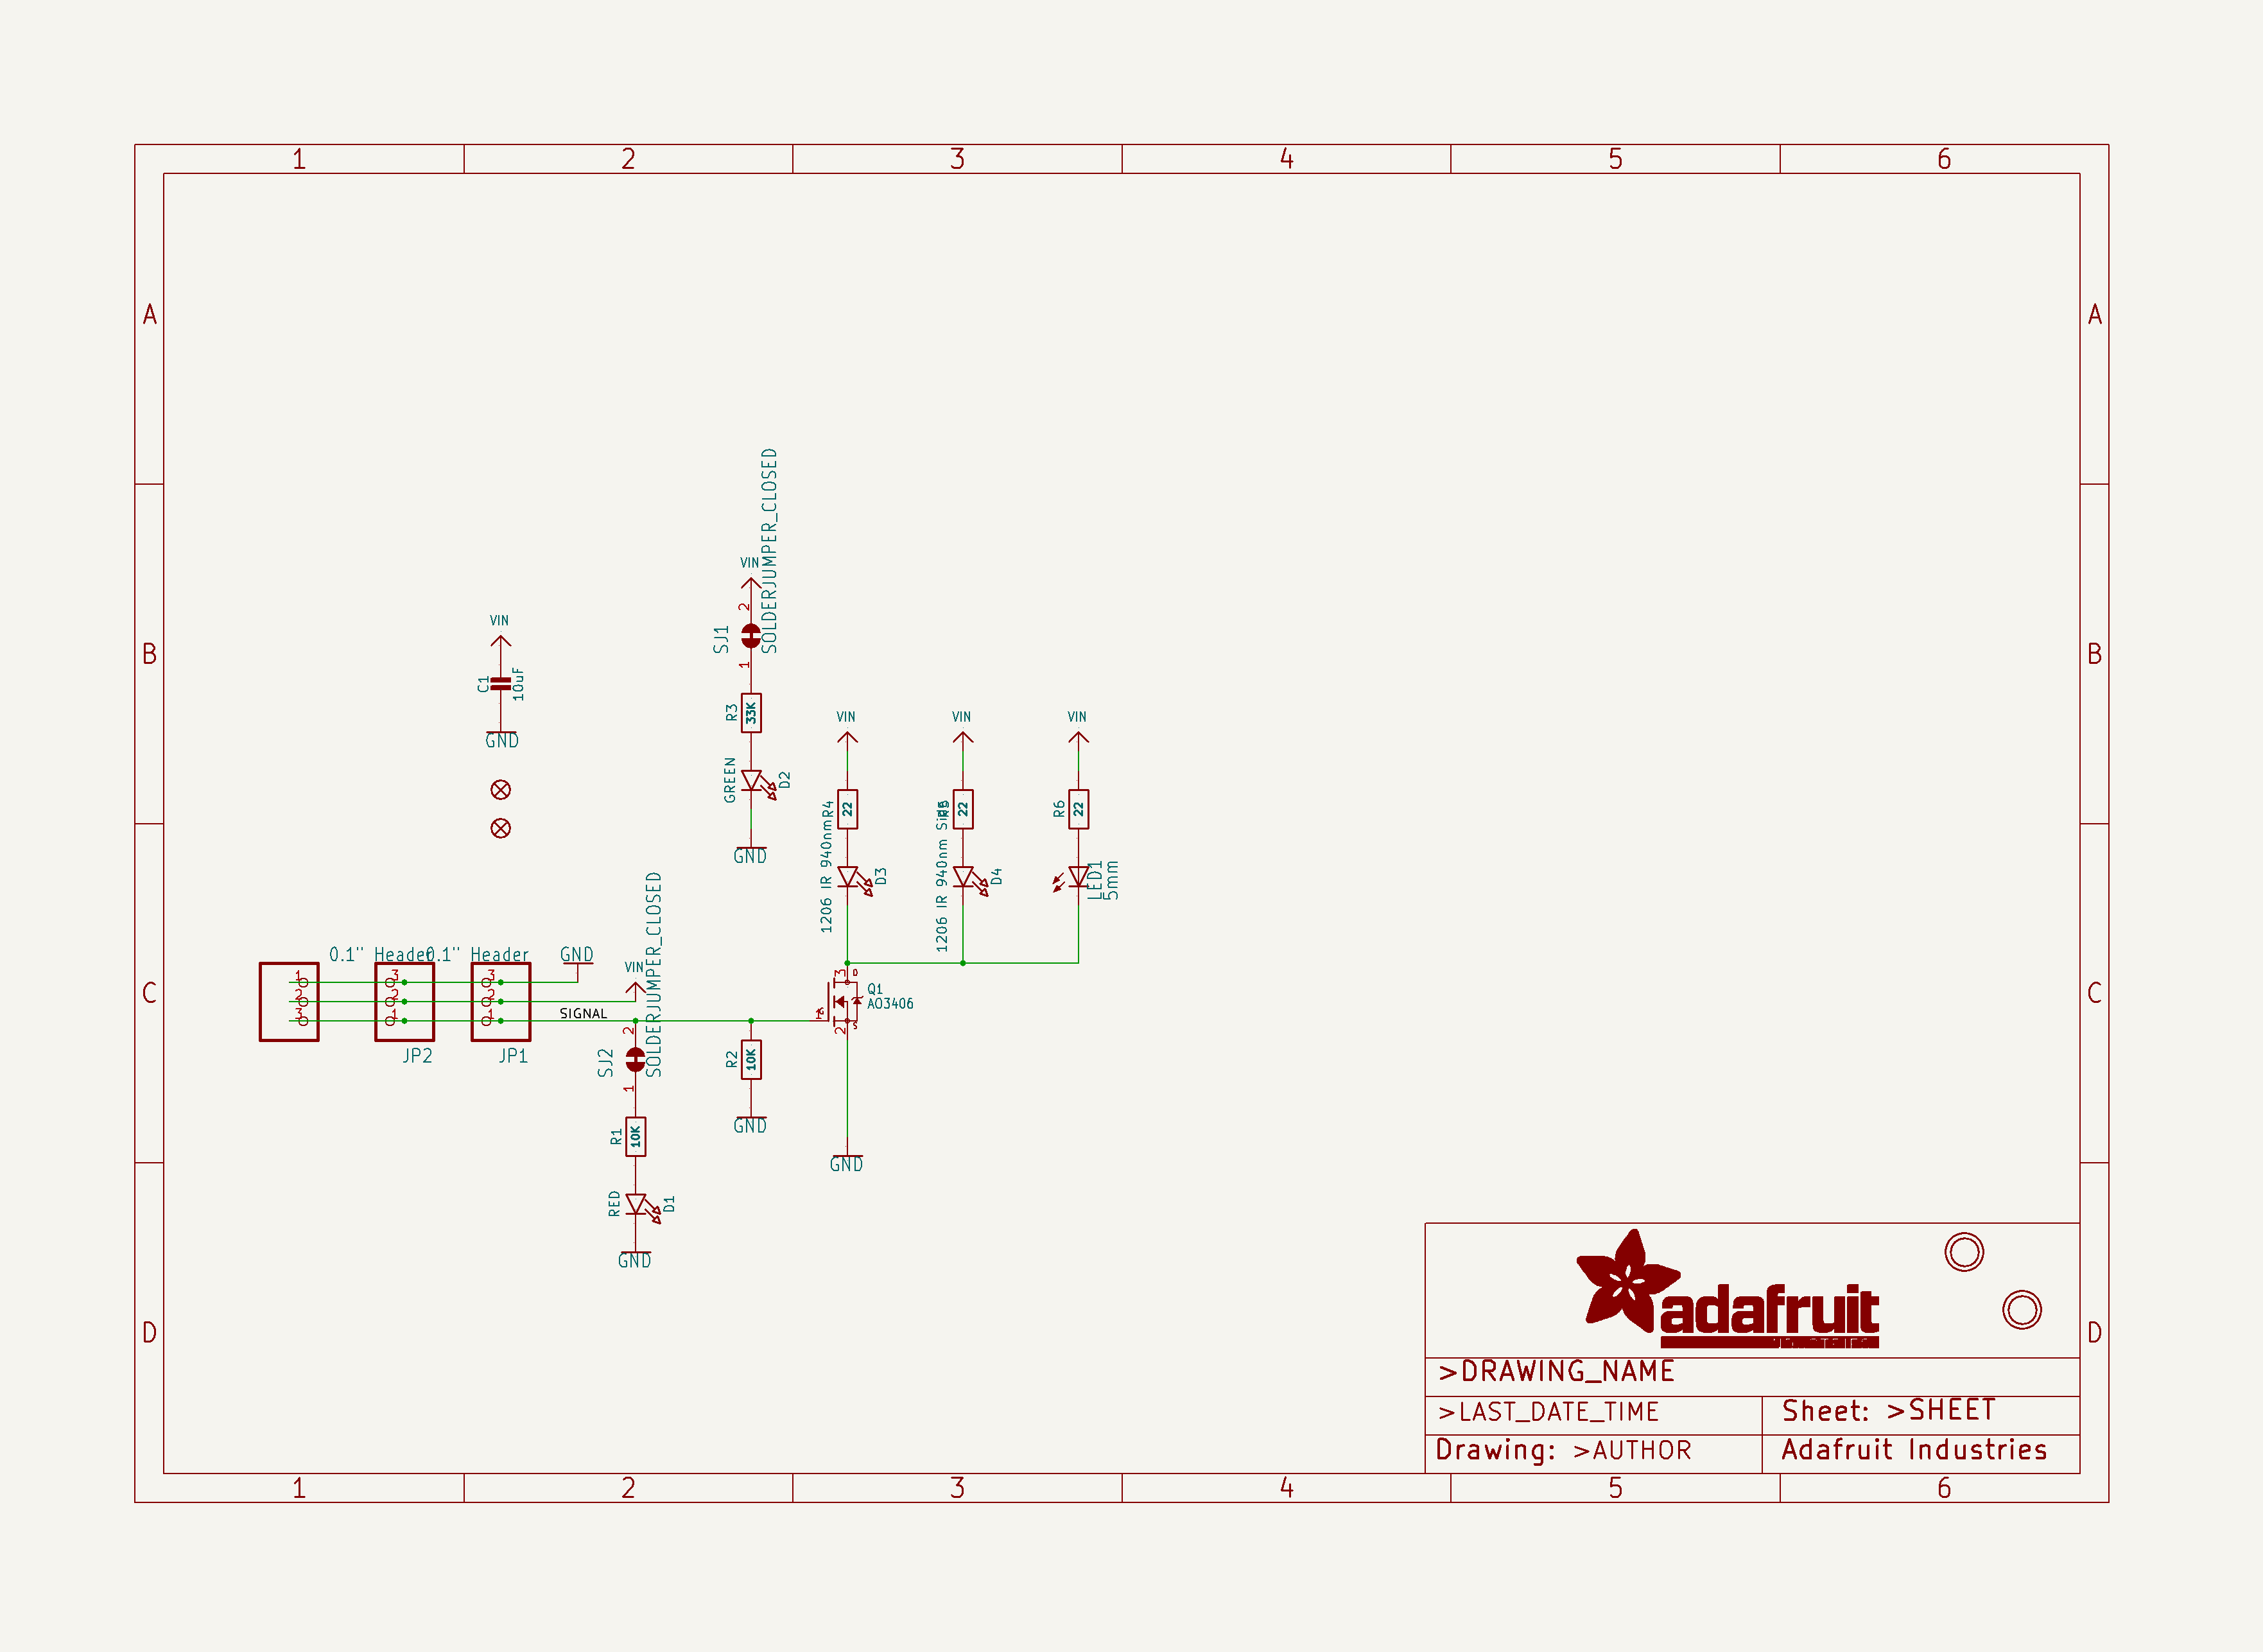 1 2 3 4 5 6
A A
SOLDERJUMPER_CLOSED
VIN
2
SJ1
1
VIN
C1
10uF
GND
B B
R3
33K
GREEN
D2
GND
VIN VIN VIN
R4
22
22
R6
22
1206 IR 940nm
D3
1206 IR 940nm Side
D4
LED1
5mm
SOLDERJUMPER_CLOSED
0.1" Header
0.1" Header
GND
VIN
C C
1 3 3
2 2 2
3 1 1
SIGNAL
JP2
JP1
3
D
Q1
AO3406
1
G
2
S
2
SJ2
1
R2
10K
GND
GND
R1
10K
RED
D1
GND
D D
adafruit
>DRAWING_NAME
>LAST_DATE_TIME
Sheet: >SHEET
Drawing: >AUTHOR
Adafruit Industries
1 2 3 4 5 6